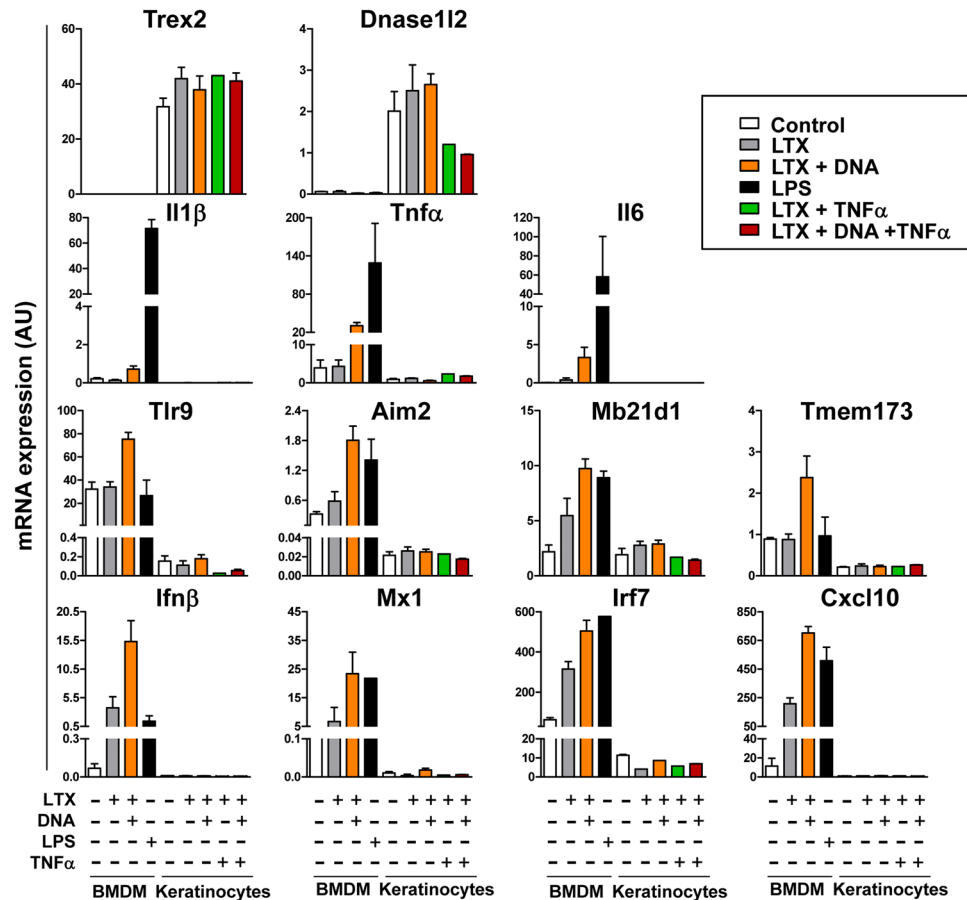 Trex2 Dnase1l2
60 4
40 3
2
20 1
0 0
Control
LTX
LTX + DNA
LPS
LTX + TNFα
LTX + DNA +TNFα
Il1β Tnfα Il6
80 200 120
70 100
60 140 80
50 80 60
40 40
30
20 20 20
4 10 5
2 5
0 0 0
mRNA expression (AU)
Tlr9 Aim2 Mb21d1 Tmem173
100 2.4 15 4
80 1.8 3
60 10
40 1.2 2
20 0.6 5 1
0
0.4 0.04
0.2 0.02
0.0 0.00 0 0
Ifnβ Mx1 Irf7 Cxcl10
20.5 45 600 850
15.5 35 650
10.5 25 400 450
5.5 15 200 250
0.5 5 50
0.3 0.1 20 40
10 20
0.0 0.0 0 0
LTX – + + – – + + + + – + + – – + + + + – + + – – + + + + – + + – – + + + +
DNA – – + – – – + – + – – + – – – + – + – – + – – – + – + – – + – – – + – +
LPS – – – + – – – – – – – – + – – – – – – – – + – – – – – – – – + – – – – –
TNFα – – – – – – – + + – – – – – – – + + – – – – – – – + + – – – – – – – + +
BMDM Keratinocytes BMDM Keratinocytes BMDM Keratinocytes BMDM Keratinocytes